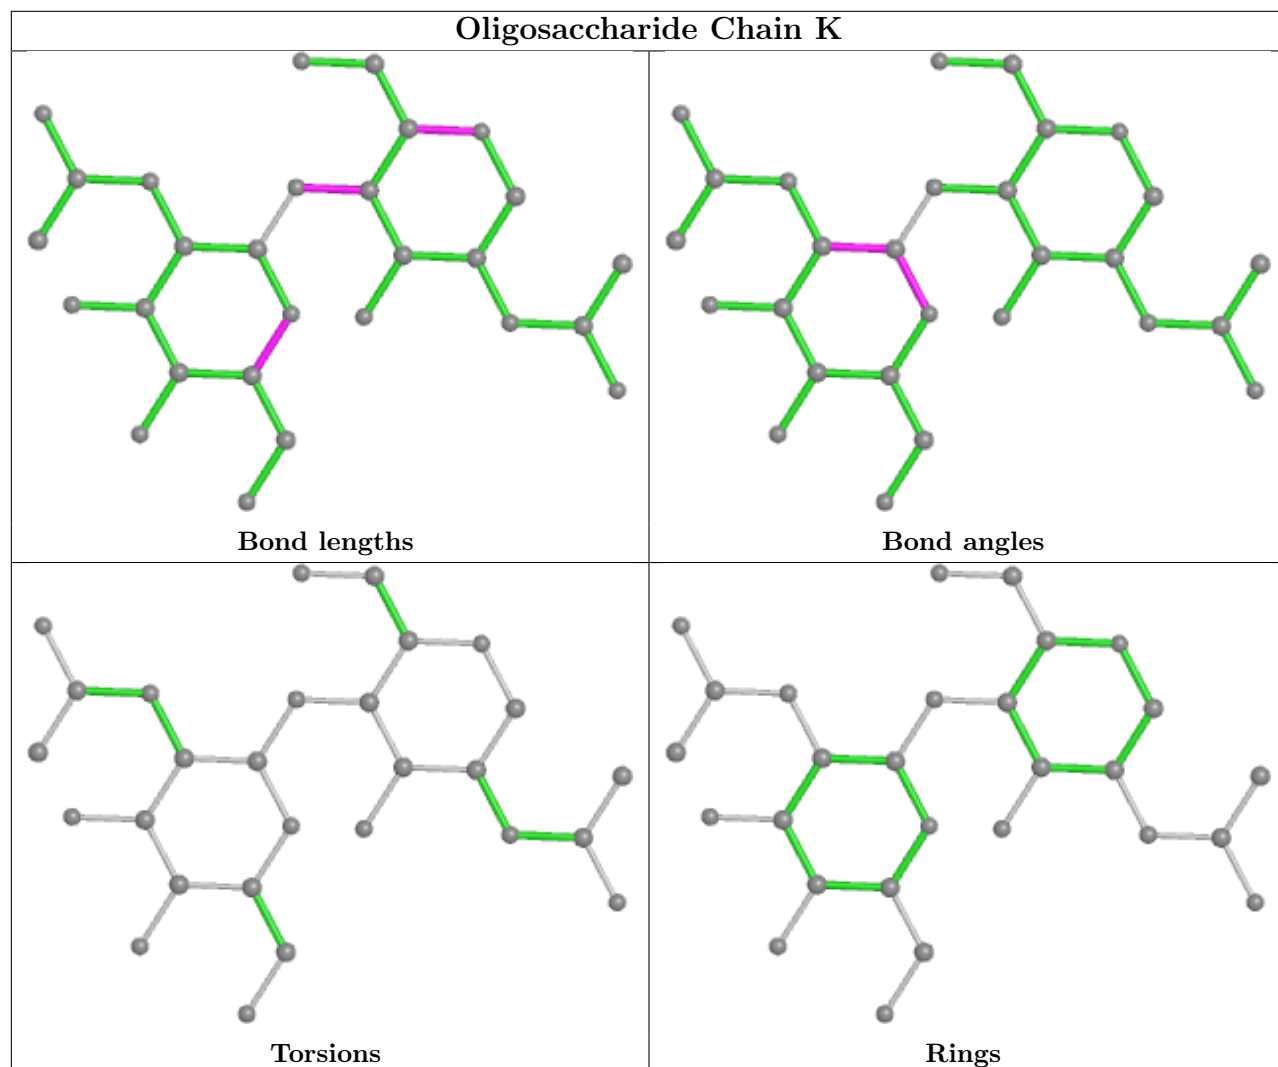 Oligosaccharide Chain K
Bond lengths
Bond angles
Torsions
Rings